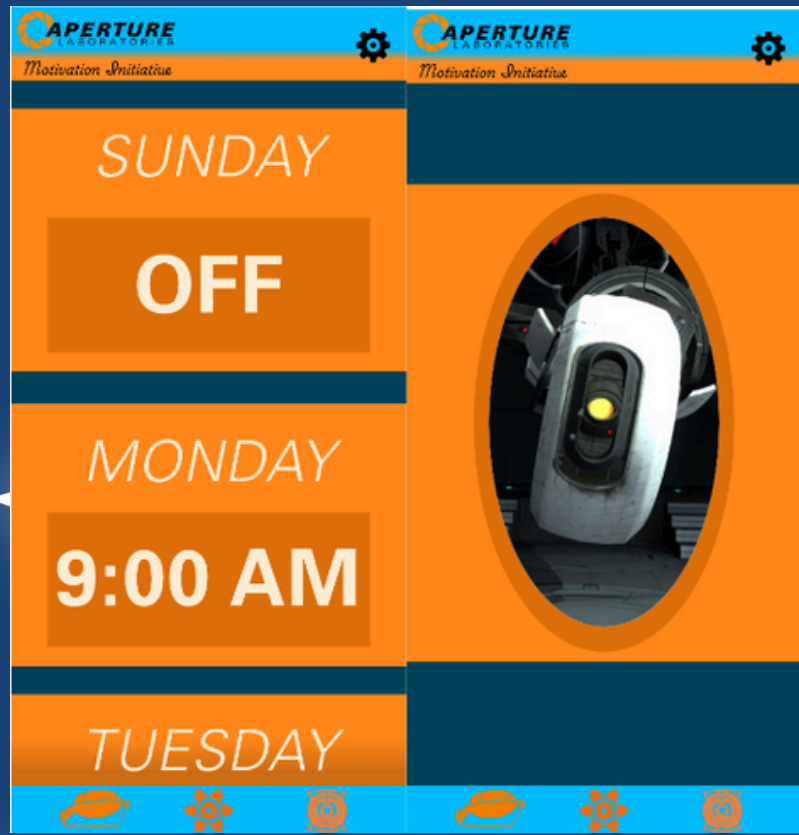 APERTURE
LABORATORIES
Motivation Initiative
SUNDAY
OFF
MONDAY
9:00 AM
TUESDAY
APERTURE
LABORATORIES
Motivation Initiative